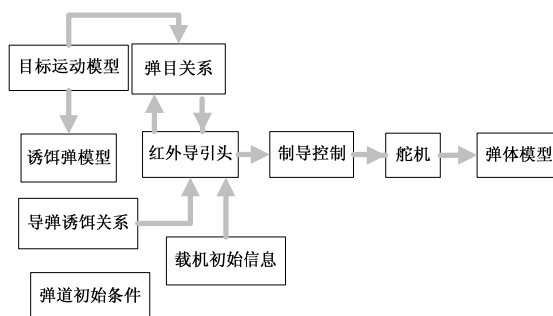 目标运动模型
弹目关系
诱饵弹模型
红外导引头
制导控制
舵机
弹体模型
导弹诱饵关系
载机初始信息
弹道初始条件